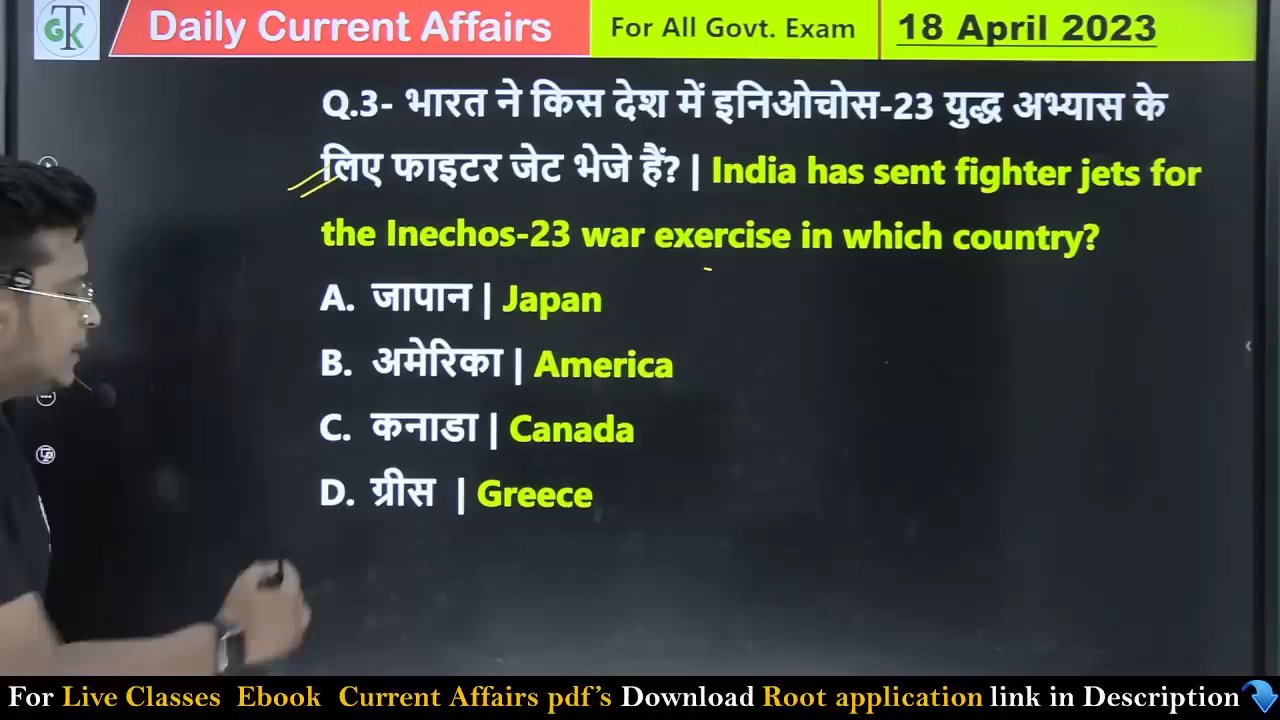 GTK
Daily Current Affairs
For All Govt. Exam
18 April 2023
Q.3- भारत ने किस देश में इनिओचोस-23 युद्ध अभ्यास के
लिए फाइटर जेट भेजे हैं? | India has sent fighter jets for
the Inechos-23 war exercise in which country?
A. जापान | Japan
B. अमेरिका | America
C. कनाडा | Canada
D. ग्रीस | Greece
For Live Classes Ebook Current Affairs pdf's Download Root application link in Description